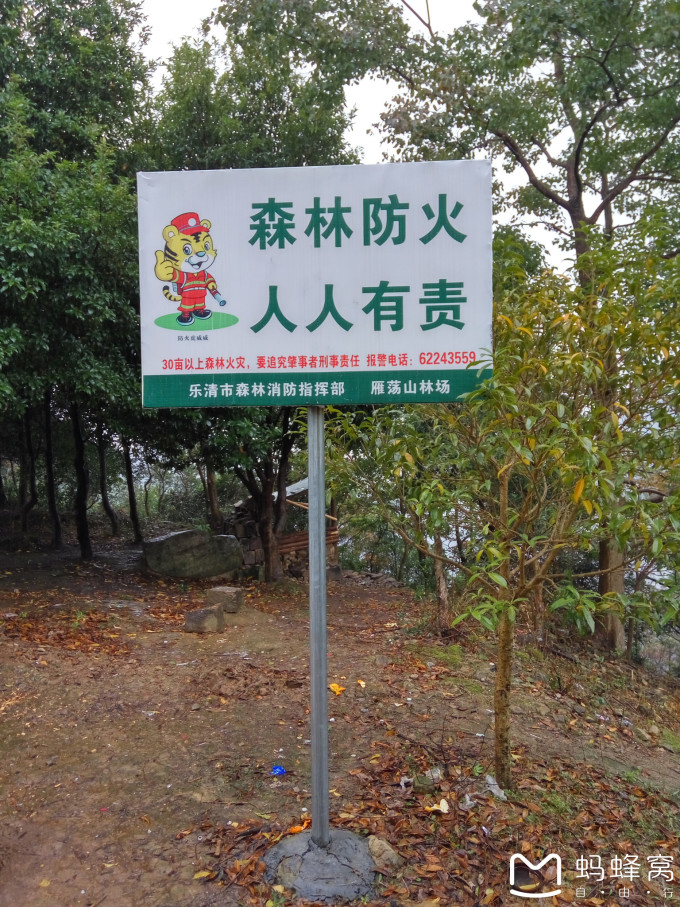 森林防火
人人有责
防火虎威威
30亩以上森林火灾，要追究肇事者刑事责任 报警电话：62243559
乐清市森林消防指挥部 雁荡山林场
蚂蜂窝
自·由·行